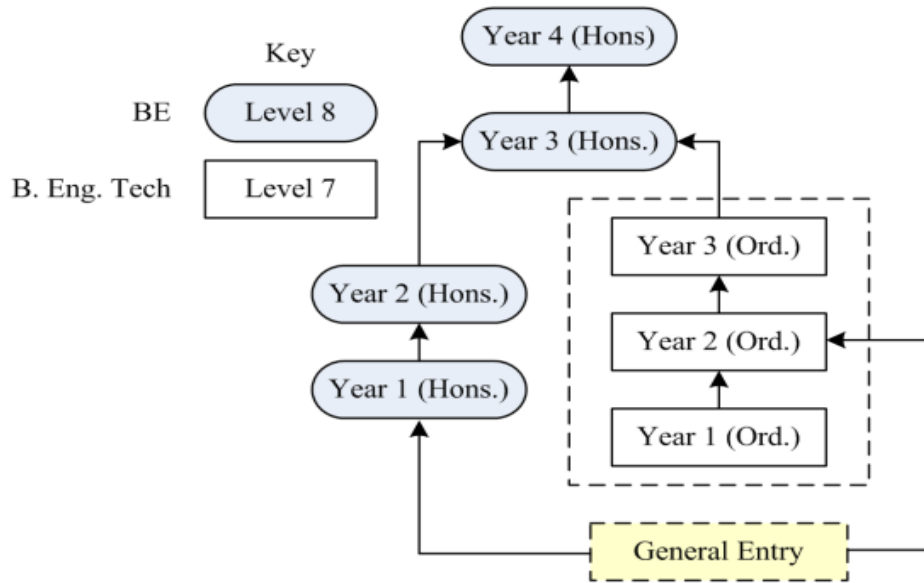 Year 4 (Hons)
Key
BE
Level 8
Year 3 (Hons.)
B. Eng. Tech
Level 7
Year 3 (Ord.)
Year 2 (Hons.)
Year 2 (Ord.)
Year 1 (Hons.)
Year 1 (Ord.)
General Entry